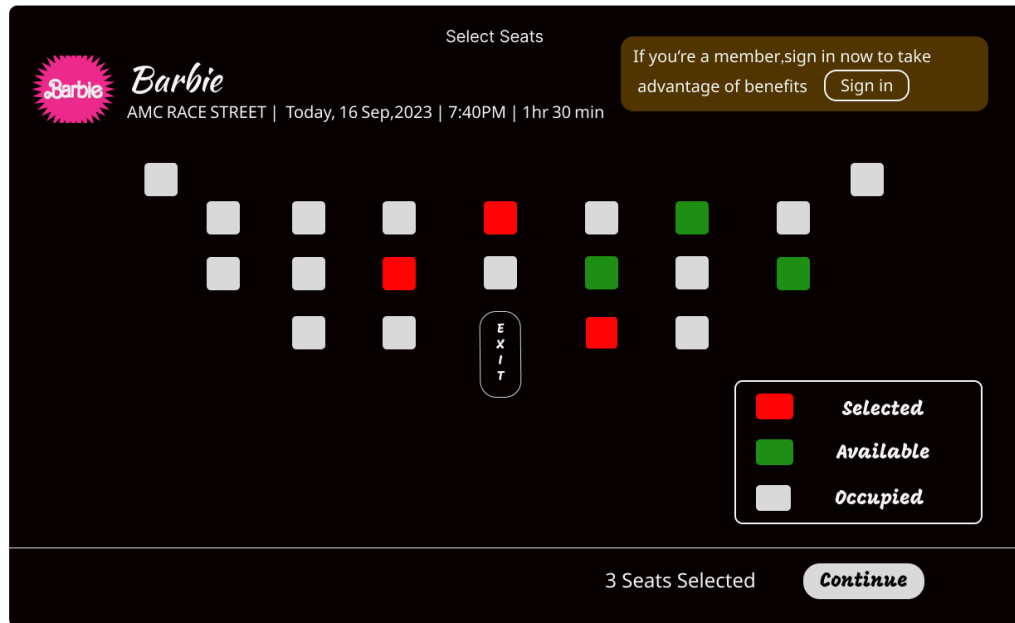 Select Seats
If you’re a member,sign in now to take
advantage of benefits Sign in
Barbie
Barbie
AMC RACE STREET | Today, 16 Sep,2023 | 7:40PM | 1hr 30 min
E
X
I
T
Selected
Available
Occupied
3 Seats Selected Continue